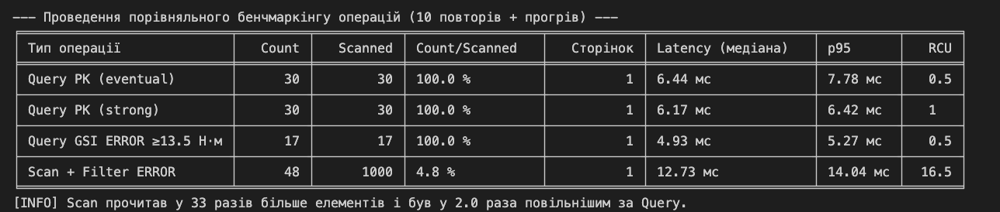 --- Проведення порівняльного бенчмаркінгу операцій (10 повторів + прогрів) ---
Тип операції Count Scanned Count/Scanned Сторінок Latency (медіана) p95 RCU
Query PK (eventual) 30 30 100.0 % 1 6.44 мс 7.78 мс 0.5
Query PK (strong) 30 30 100.0 % 1 6.17 мс 6.42 мс 1
Query GSI ERROR ≥13.5 Н·м 17 17 100.0 % 1 4.93 мс 5.27 мс 0.5
Scan + Filter ERROR 48 1000 4.8 % 1 12.73 мс 14.04 мс 16.5
[INFO] Scan прочитав у 33 разів більше елементів і був у 2.0 раза повільнішим за Query.